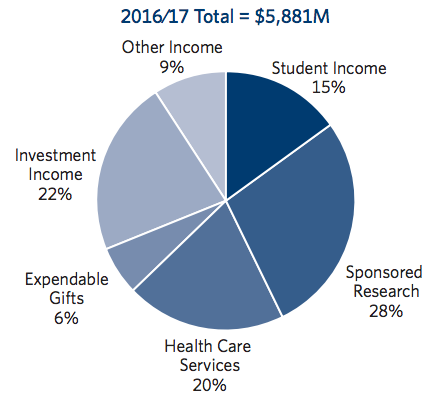 2016/17 Total = $5,881M
Other Income
9%
Student Income
15%
Investment
Income
22%
Sponsored
Research
28%
Expendable
Gifts
6%
Health Care
Services
20%